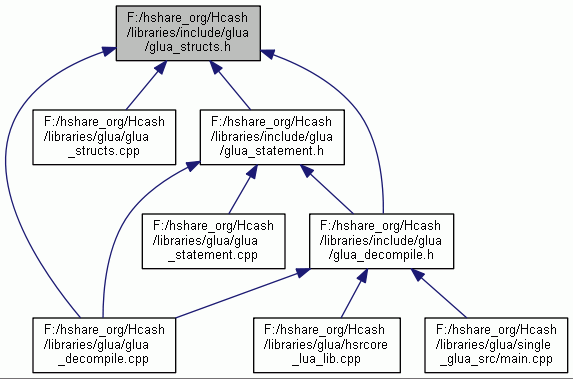 F:/hshare_org/Hcash
/libraries/include/glua
/glua_structs.h
F:/hshare_org/Hcash
/libraries/glua/glua
_structs.cpp
F:/hshare_org/Hcash
/libraries/include/glua
/glua_statement.h
F:/hshare_org/Hcash
/libraries/glua/glua
_statement.cpp
F:/hshare_org/Hcash
/libraries/include/glua
/glua_decompile.h
F:/hshare_org/Hcash
/libraries/glua/glua
_decompile.cpp
F:/hshare_org/Hcash
/libraries/glua/hsrcore
_lua_lib.cpp
F:/hshare_org/Hcash
/libraries/glua/single
_glua_src/main.cpp